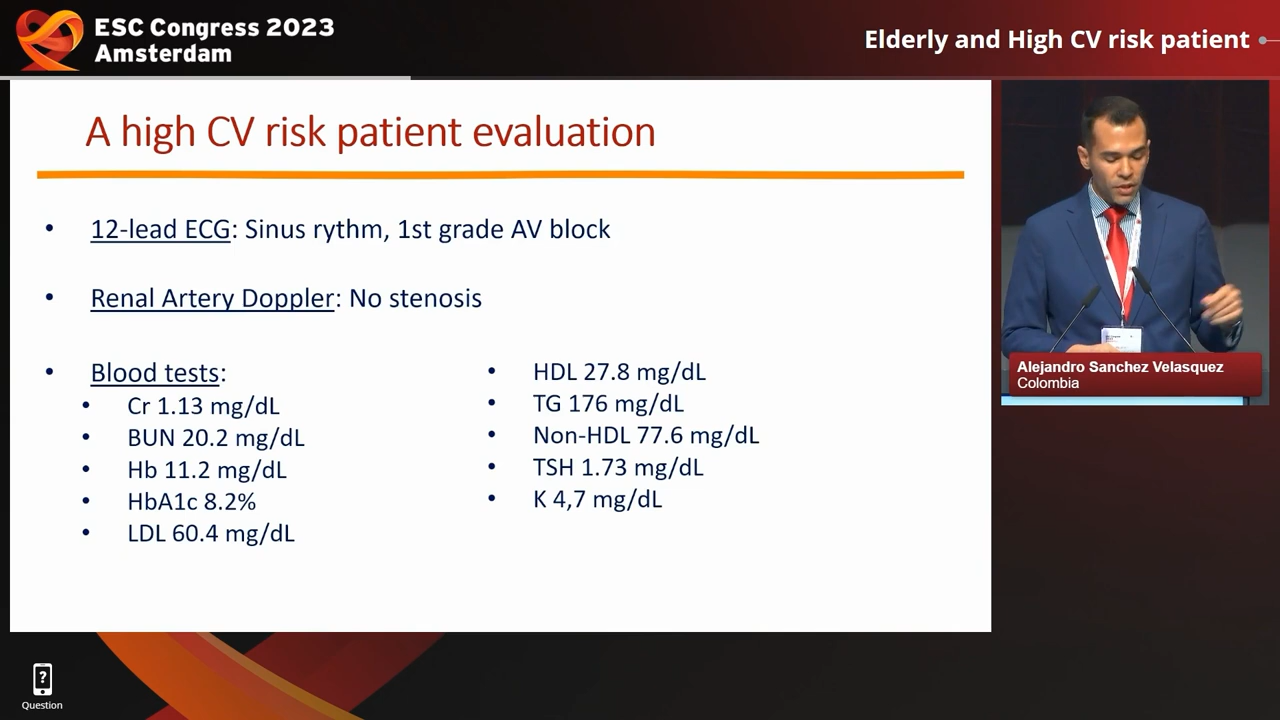 ESC Congress 2023
Amsterdam
Elderly and High CV risk patient
A high CV risk patient evaluation
• 12-lead ECG: Sinus rythm, 1st grade AV block
• Renal Artery Doppler: No stenosis
• Blood tests:
• Cr 1.13 mg/dL
• BUN 20.2 mg/dL
• Hb 11.2 mg/dL
• HbA1c 8.2%
• LDL 60.4 mg/dL
• HDL 27.8 mg/dL
• TG 176 mg/dL
• Non-HDL 77.6 mg/dL
• TSH 1.73 mg/dL
• K 4,7 mg/dL
Alejandro Sanchez Velasquez
Colombia
?
Question